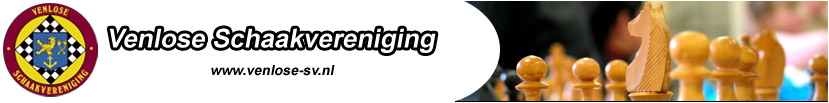 VENLOSE
SCHAAKVERENIGING
Venlose Schaakvereniging
www.venlose-sv.nl